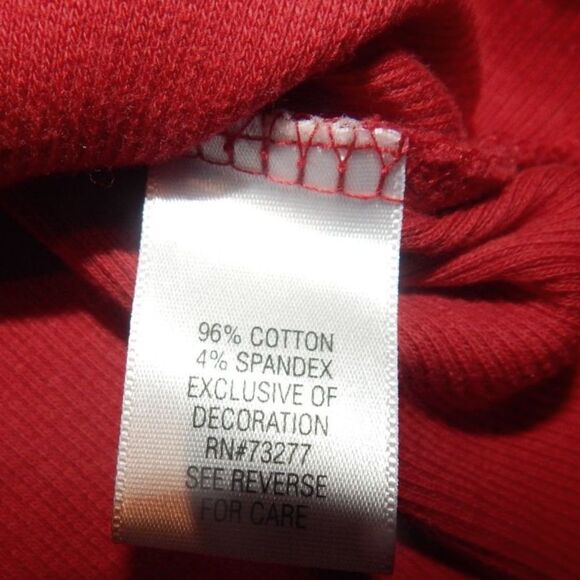 96% COTTON
4% SPANDEX
EXCLUSIVE OF
DECORATION
RN#73277
SEE REVERSE
FOR CARE